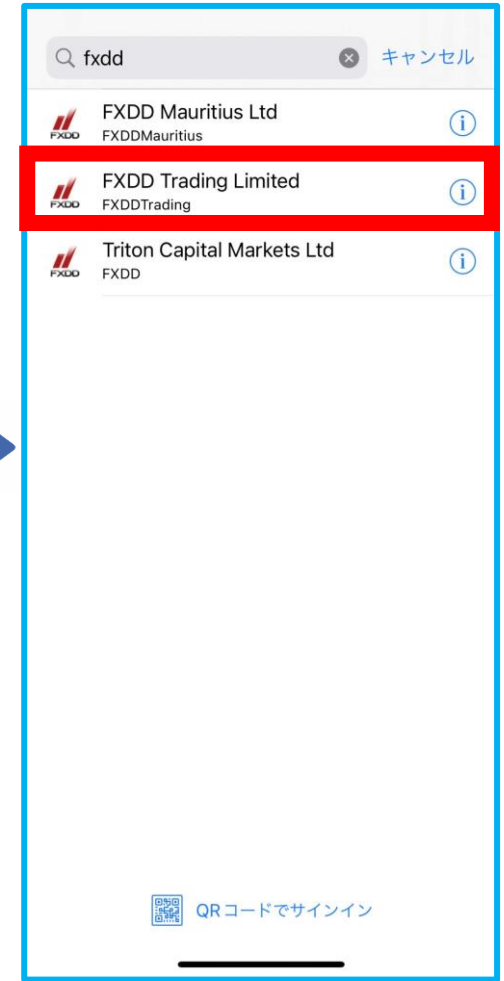 fxdd キャンセル
FXDD
FXDD Mauritius Ltd
FXDDMauritius
FXDD
FXDD Trading Limited
FXDDTrading
FXDD
Triton Capital Markets Ltd
FXDD
QRコードでサインイン